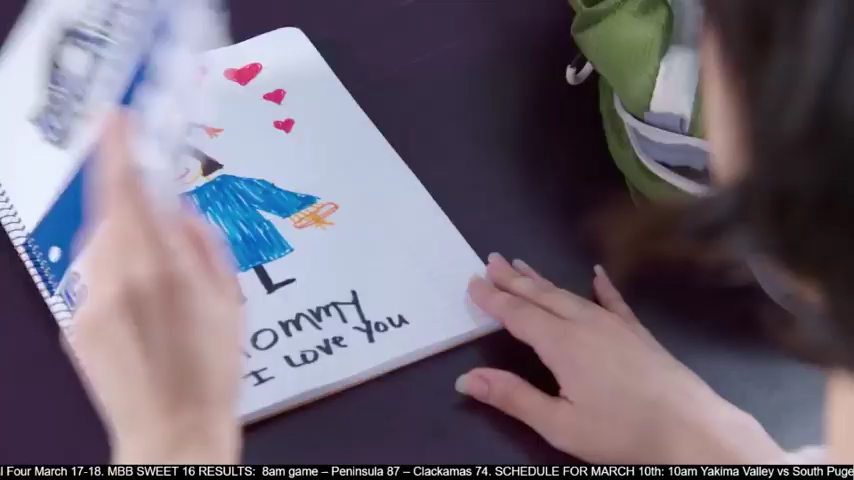 ommy
I Love You
l Four March 17-18. MBB SWEET 16 RESULTS:  8am game – Peninsula 87 – Clackamas 74. SCHEDULE FOR MARCH 10th: 10am Yakima Valley vs South Puge